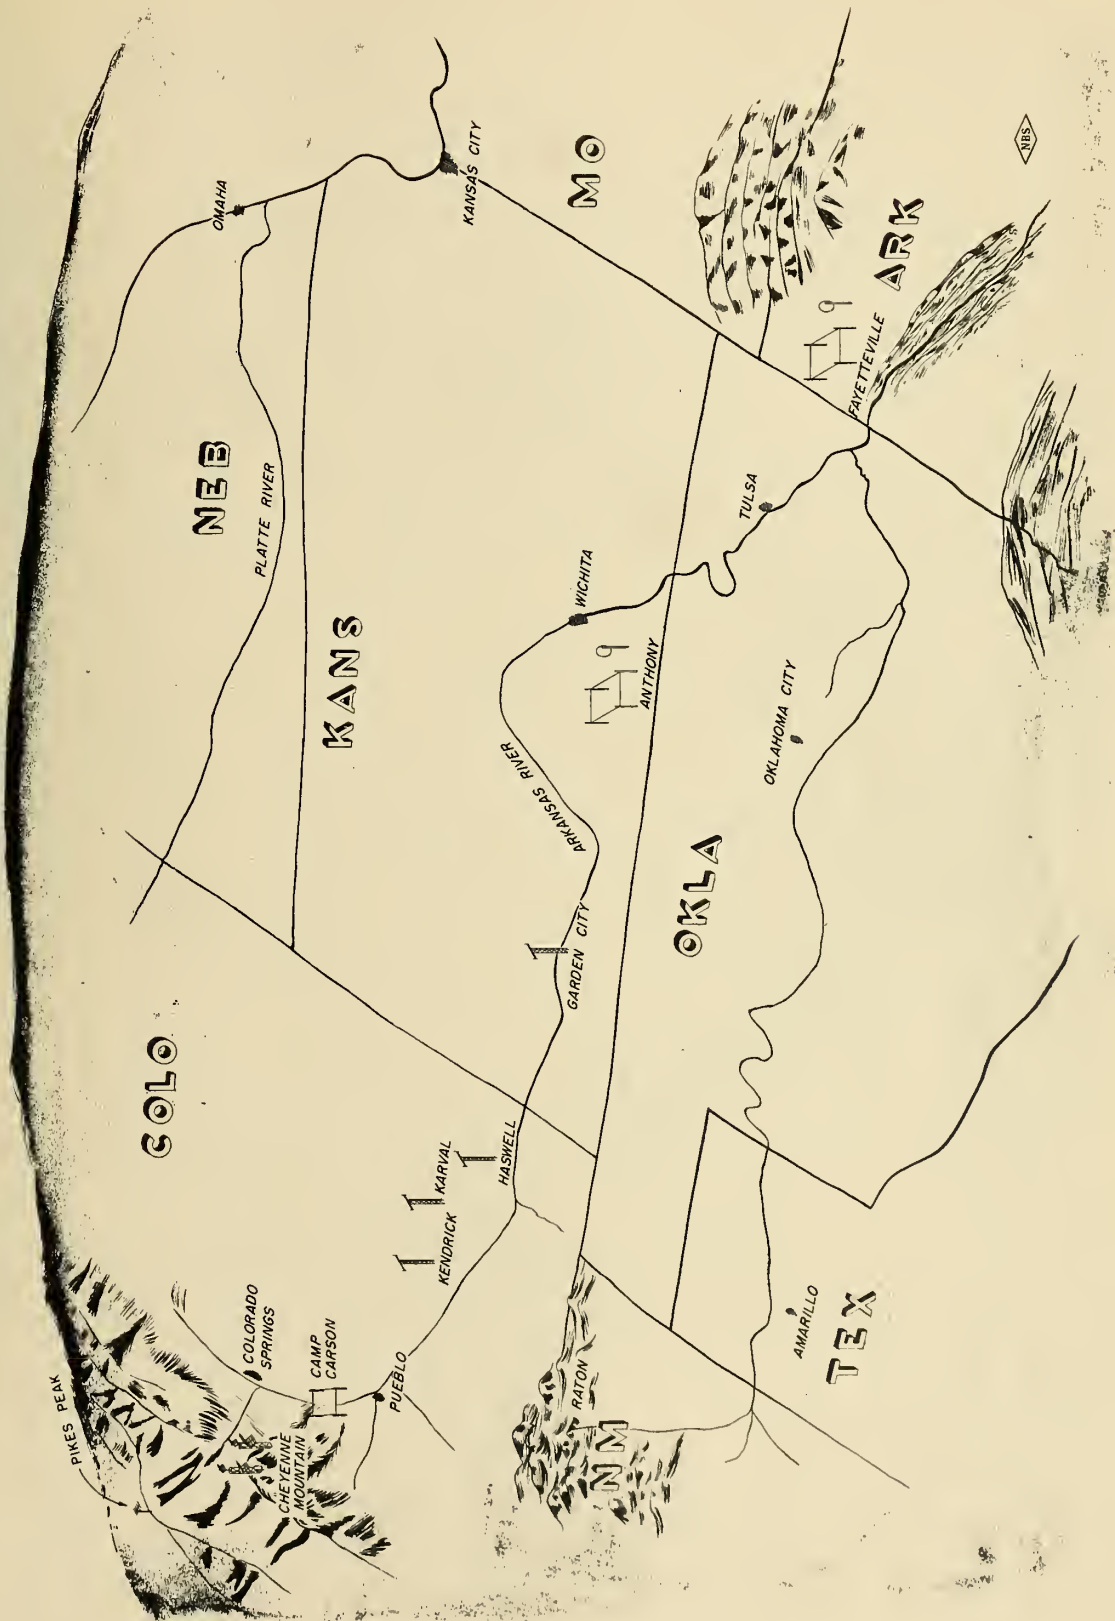 PIKES PEAK
COLORADO
SPRINGS
CHEYENNE
MOUNTAIN
CAMP
CARSON
PUEBLO
COLO
KENDRICK
KARVAL
HASWELL
NEB
PLATTE RIVER
OMAHA
KANS
KANSAS CITY
GARDEN CITY
ARKANSAS RIVER
WICHITA
ANTHONY
MO
RATON
NM
OKLA
TULSA
OKLAHOMA CITY
FAYETTEVILLE
ARK
AMARILLO
TEX
NBS